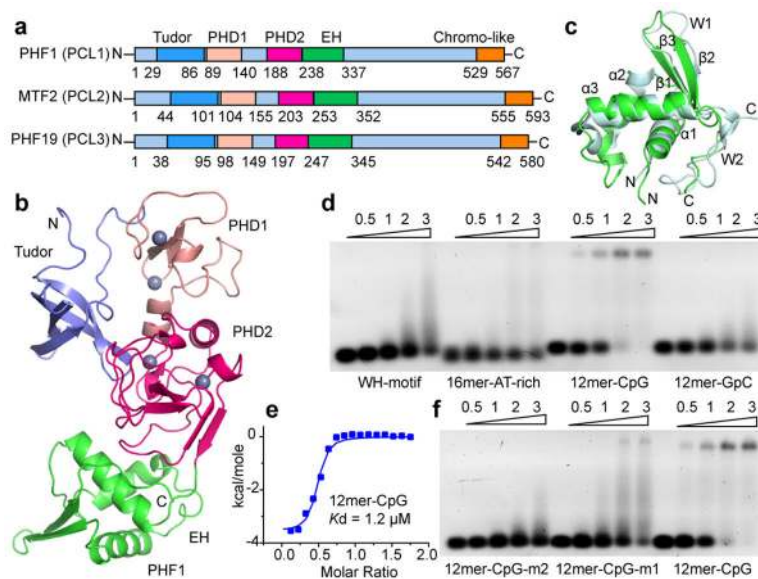 a
Tudor PHD1 PHD2 EH Chromo-like
PHF1 (PCL1) N C
1 29 86 89 140 188 238 337 529 567
MTF2 (PCL2) N C
1 44 101 104 155 203 253 352 555 593
PHF19 (PCL3) N C
1 38 95 98 149 197 247 345 542 580
b
N
Tudor
PHD1
PHD2
C
EH
PHF1
c
W1
β3
β2
α2
β1
α3
α1
C
W2
N
N
C
d
0.5 1 2 3 0.5 1 2 3 0.5 1 2 3 0.5 1 2 3
WH-motif 16mer-AT-rich 12mer-CpG 12mer-GpC
e
kcal/mole
0
-2
-4
12mer-CpG
Kd = 1.2 µM
0.0 0.5 1.0 1.5 2.0
Molar Ratio
f
0.5 1 2 3 0.5 1 2 3 0.5 1 2 3
12mer-CpG-m2 12mer-CpG-m1 12mer-CpG